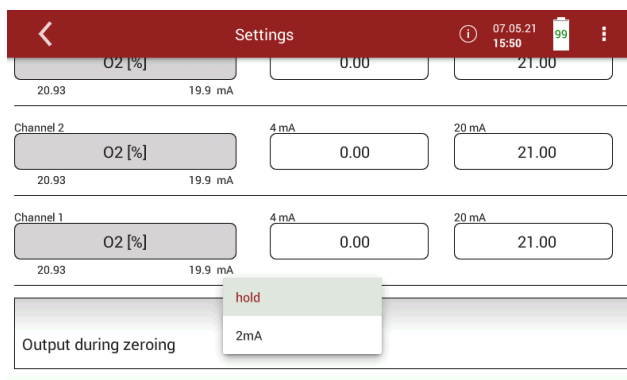 Settings
07.05.21
15:50
99
O2 [%] 0.00 21.00
20.93 19.9 mA
Channel 2 4 mA 20 mA
O2 [%] 0.00 21.00
20.93 19.9 mA
Channel 1 4 mA 20 mA
O2 [%] 0.00 21.00
20.93 19.9 mA
hold
2mA
Output during zeroing